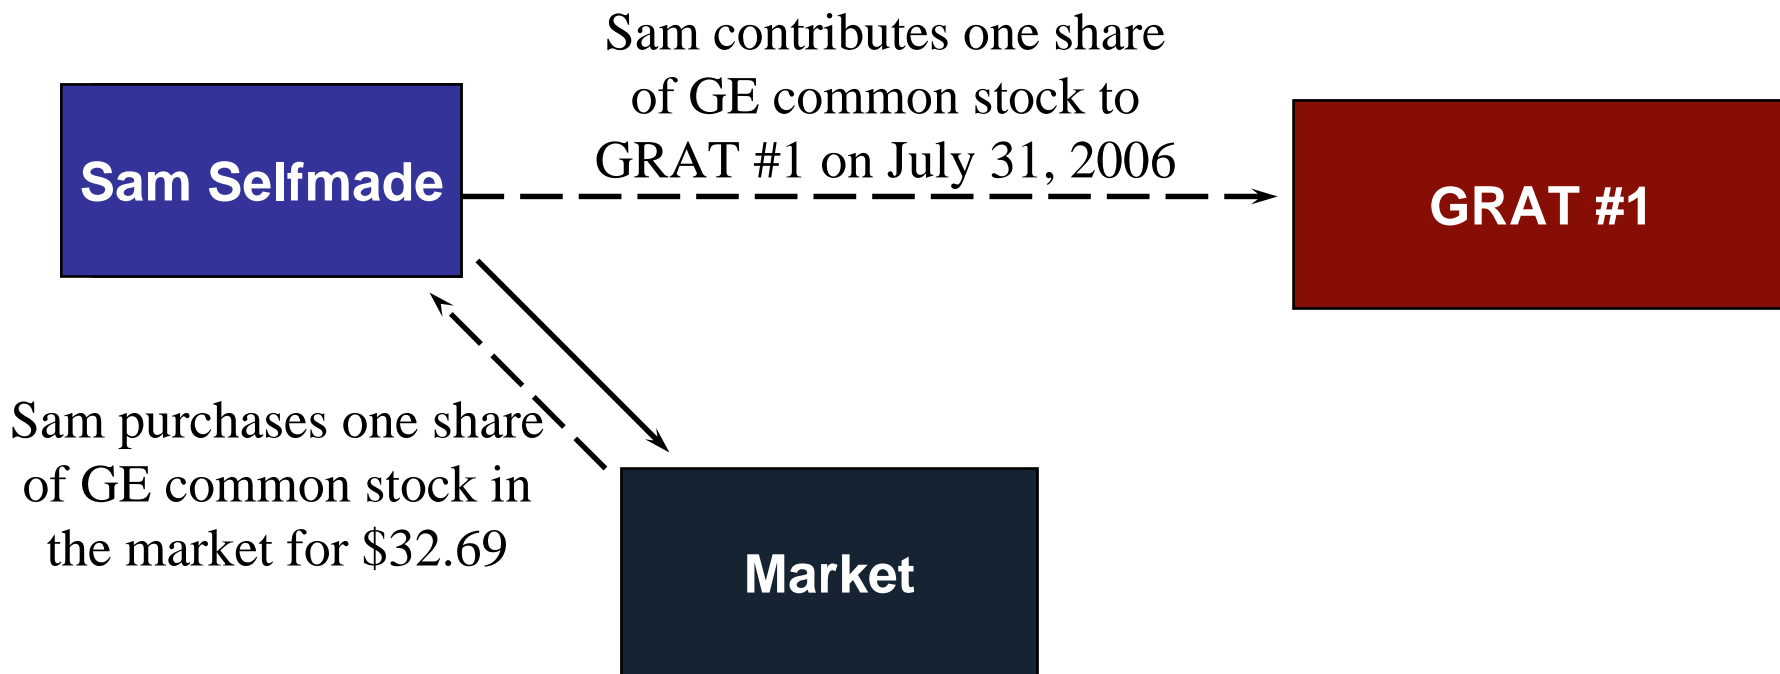 Sam contributes one share
of GE common stock to
GRAT #1 on July 31, 2006
Sam Selfmade
GRAT #1
Sam purchases one share
of GE common stock in
the market for $32.69
Market